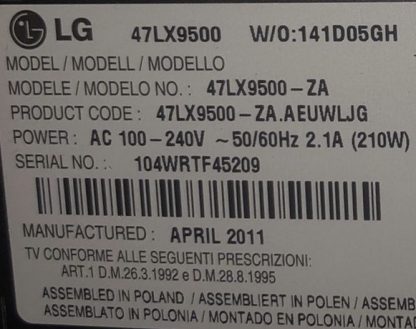 LG 47LX9500 W/O:141D05GH
MODEL / MODELL / MODELLO
MODELE / MODELO NO. : 47LX9500-ZA
PRODUCT CODE : 47LX9500-ZA.AEUWLJG
POWER : AC 100-240V ~ 50/60Hz 2.1A (210W)
SERIAL NO. : 104WRTF45209
MANUFACTURED : APRIL 2011
TV CONFORME ALLE SEGUENTI PRESCRIZIONI:
ART.1 D.M.26.3.1992 e D.M.28.8.1995
ASSEMBLED IN POLAND / ASSEMBLIERT IN POLEN / ASSEMB
ASSEMBLATO IN POLONIA / MONTADO EN POLONIA / MONTA